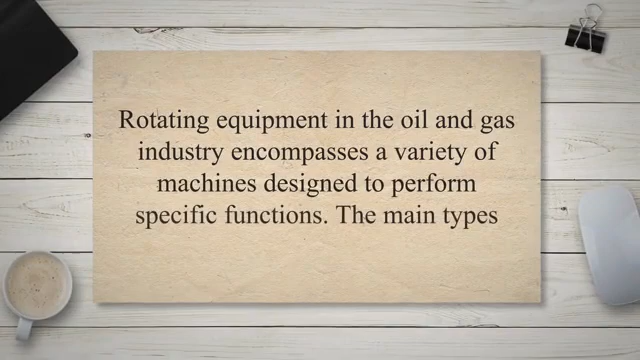 Rotating equipment in the oil and gas
industry encompasses a variety of
machines designed to perform
specific functions. The main types